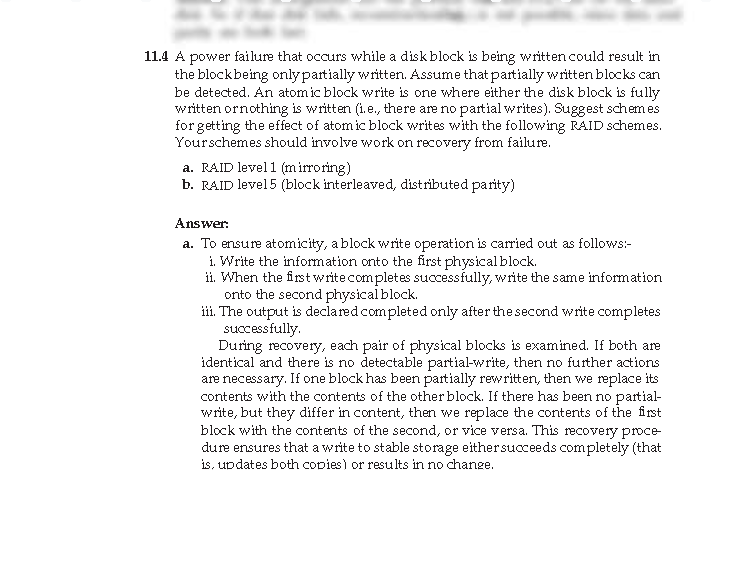 11.4 A power failure that occurs while a disk block is being written could result in
the block being only partially written. Assume that partially written blocks can
be detected. An atomic block write is one where either the disk block is fully
written or nothing is written (i.e., there are no partial writes). Suggest schemes
for getting the effect of atomic block writes with the following RAID schemes.
Your schemes should involve work on recovery from failure.
a. RAID level 1 (mirroring)
b. RAID level 5 (block interleaved, distributed parity)
Answer:
a. To ensure atomicity, a block write operation is carried out as follows:-
i. Write the information onto the first physical block.
ii. When the first write completes successfully, write the same information
onto the second physical block.
iii. The output is declared completed only after the second write completes
successfully.
During recovery, each pair of physical blocks is examined. If both are
identical and there is no detectable partial-write, then no further actions
are necessary. If one block has been partially rewritten, then we replace its
contents with the contents of the other block. If there has been no partial-
write, but they differ in content, then we replace the contents of the first
block with the contents of the second, or vice versa. This recovery proce-
dure ensures that a write to stable storage either succeeds completely (that
is, updates both copies) or results in no change.